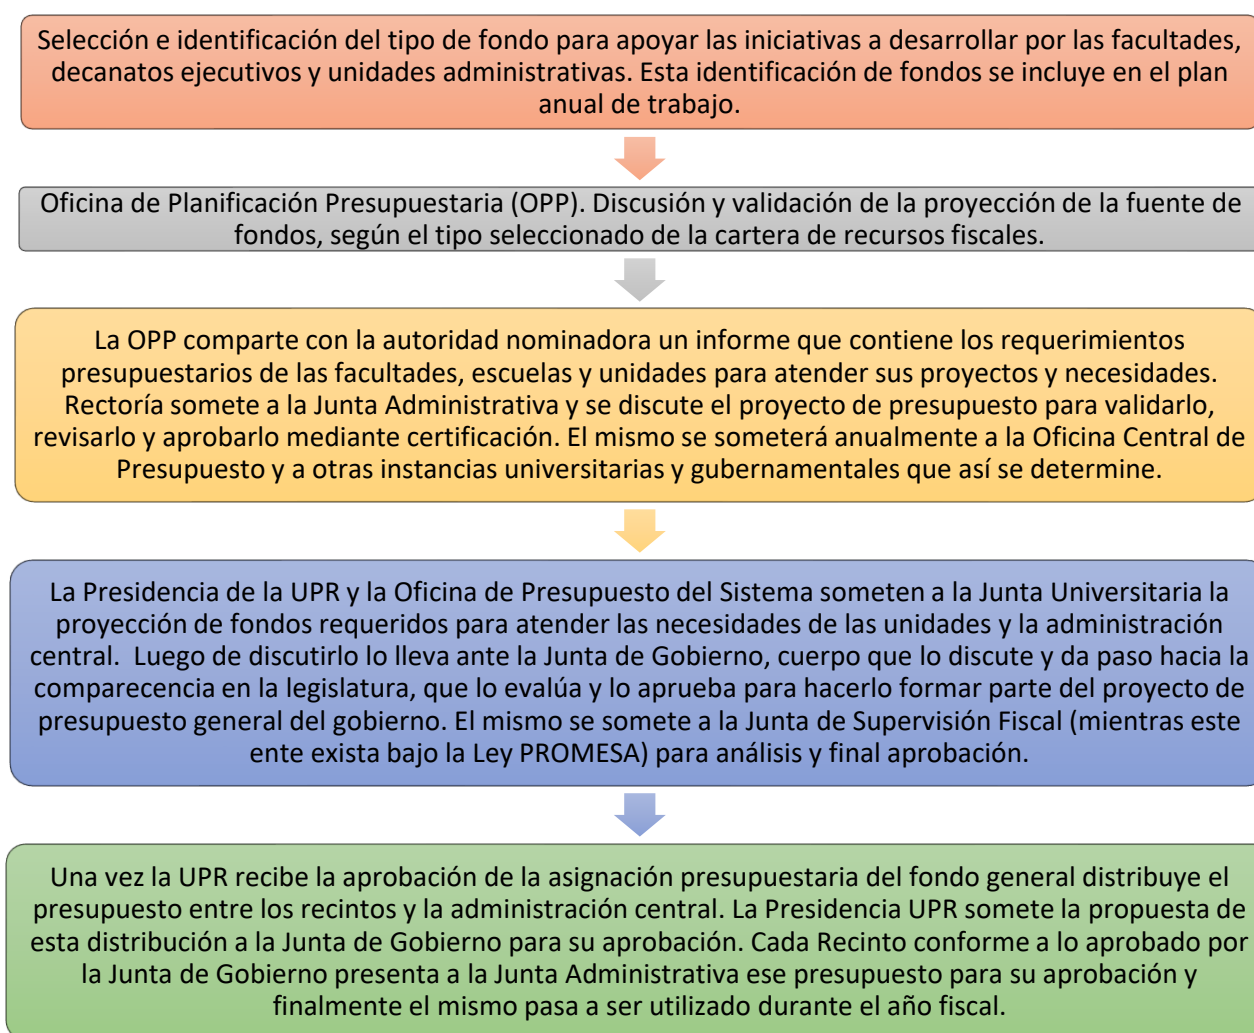 Selección e identificación del tipo de fondo para apoyar las iniciativas a desarrollar por las facultades,
decanatos ejecutivos y unidades administrativas. Esta identificación de fondos se incluye en el plan
anual de trabajo.
Oficina de Planificación Presupuestaria (OPP). Discusión y validación de la proyección de la fuente de
fondos, según el tipo seleccionado de la cartera de recursos fiscales.
La OPP comparte con la autoridad nominadora un informe que contiene los requerimientos
presupuestarios de las facultades, escuelas y unidades para atender sus proyectos y necesidades.
Rectoría somete a la Junta Administrativa y se discute el proyecto de presupuesto para validarlo,
revisarlo y aprobarlo mediante certificación. El mismo se someterá anualmente a la Oficina Central de
Presupuesto y a otras instancias universitarias y gubernamentales que así se determine.
La Presidencia de la UPR y la Oficina de Presupuesto del Sistema someten a la Junta Universitaria la
proyección de fondos requeridos para atender las necesidades de las unidades y la administración
central. Luego de discutirlo lo lleva ante la Junta de Gobierno, cuerpo que lo discute y da paso hacia la
comparecencia en la legislatura, que lo evalúa y lo aprueba para hacerlo formar parte del proyecto de
presupuesto general del gobierno. El mismo se somete a la Junta de Supervisión Fiscal (mientras este
ente exista bajo la Ley PROMESA) para análisis y final aprobación.
Una vez la UPR recibe la aprobación de la asignación presupuestaria del fondo general distribuye el
presupuesto entre los recintos y la administración central. La Presidencia UPR somete la propuesta de
esta distribución a la Junta de Gobierno para su aprobación. Cada Recinto conforme a lo aprobado por
la Junta de Gobierno presenta a la Junta Administrativa ese presupuesto para su aprobación y
finalmente el mismo pasa a ser utilizado durante el año fiscal.